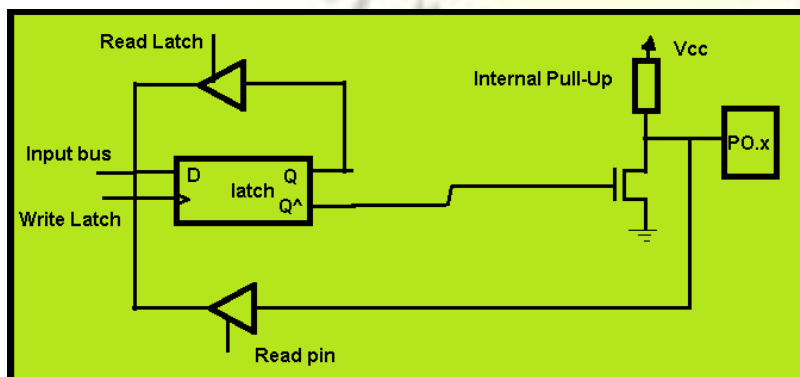 Read Latch
Vcc
Internal Pull-Up
PO.x
Input bus
D
Q
latch
Q^
Write Latch
Read pin